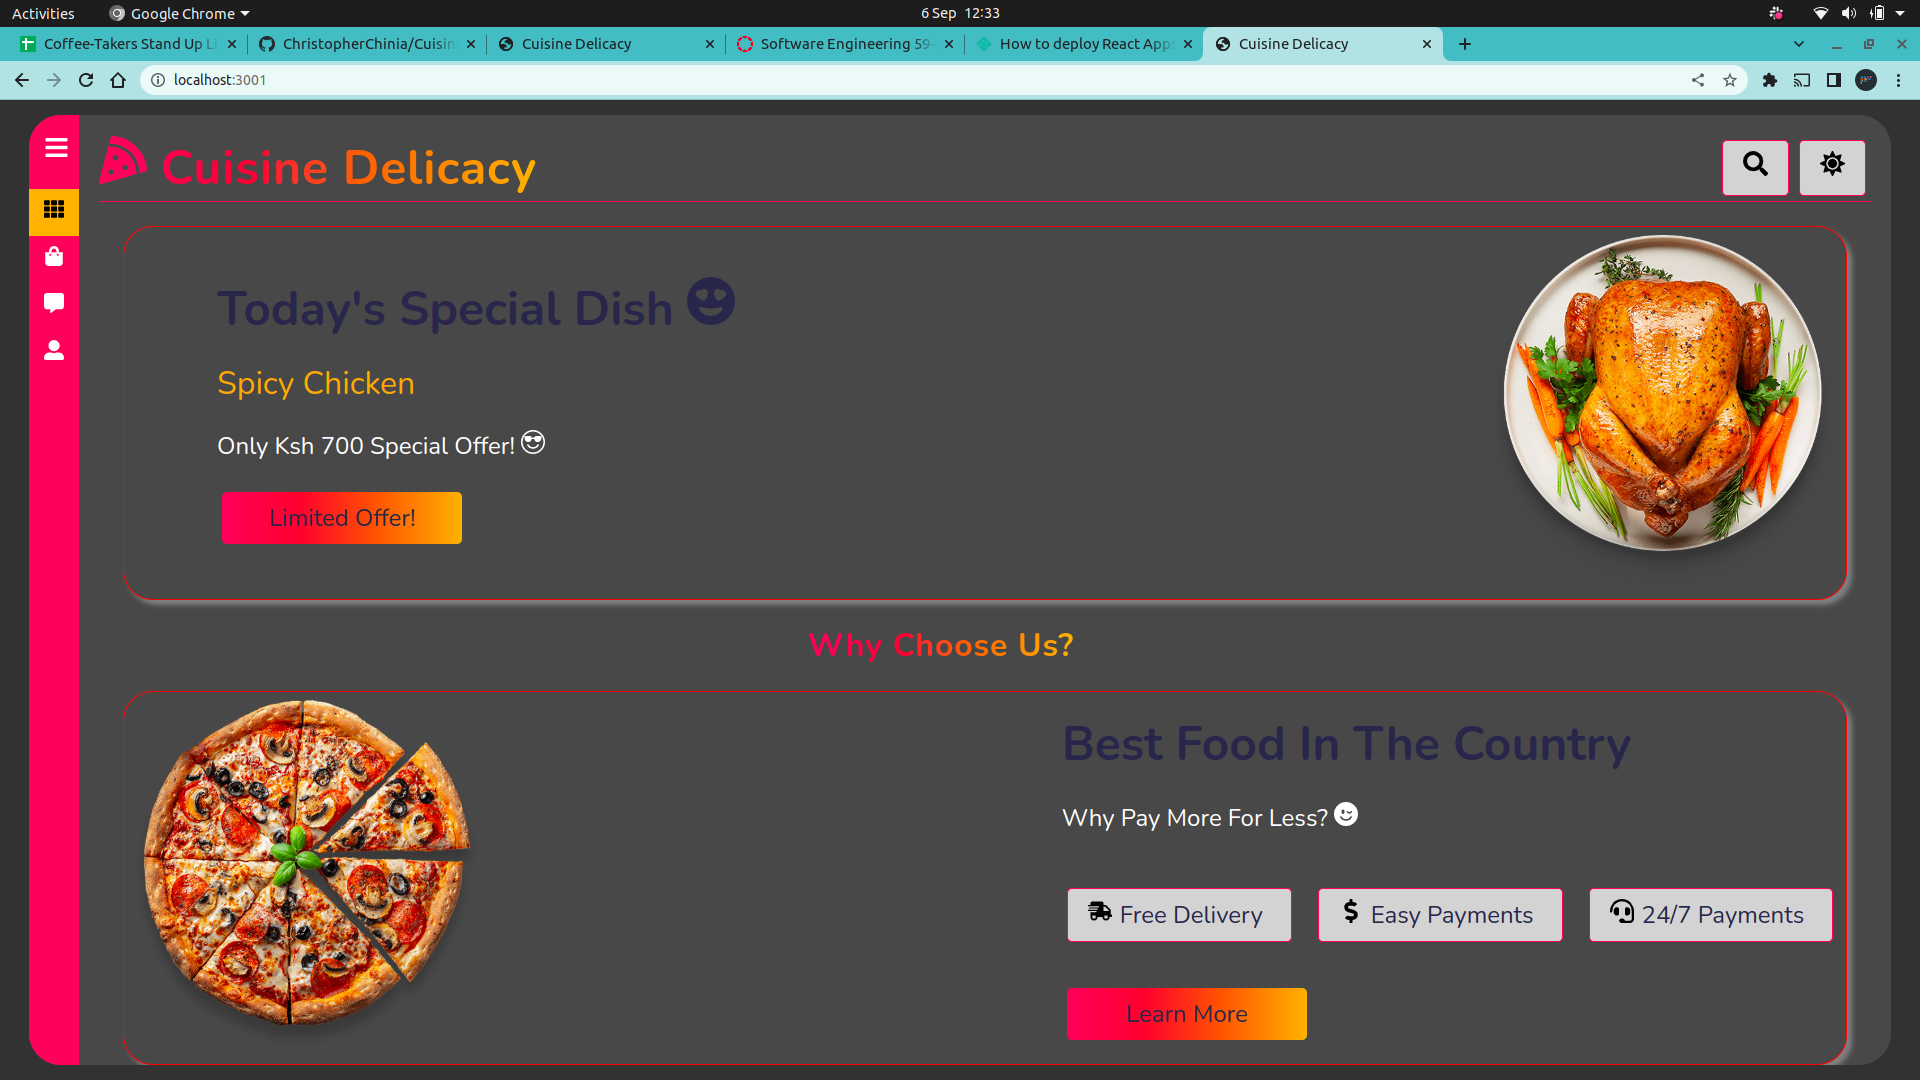 Activities
Google Chrome
6 Sep 12:33
Coffee-Takers Stand Up Li
ChristopherChinia/Cuisin
Cuisine Delicacy
Software Engineering 59-
How to deploy React Apps
Cuisine Delicacy
localhost:3001
Cuisine Delicacy
Today's Special Dish
Spicy Chicken
Only Ksh 700 Special Offer!
Limited Offer!
Why Choose Us?
Best Food In The Country
Why Pay More For Less?
Free Delivery
Easy Payments
24/7 Payments
Learn More